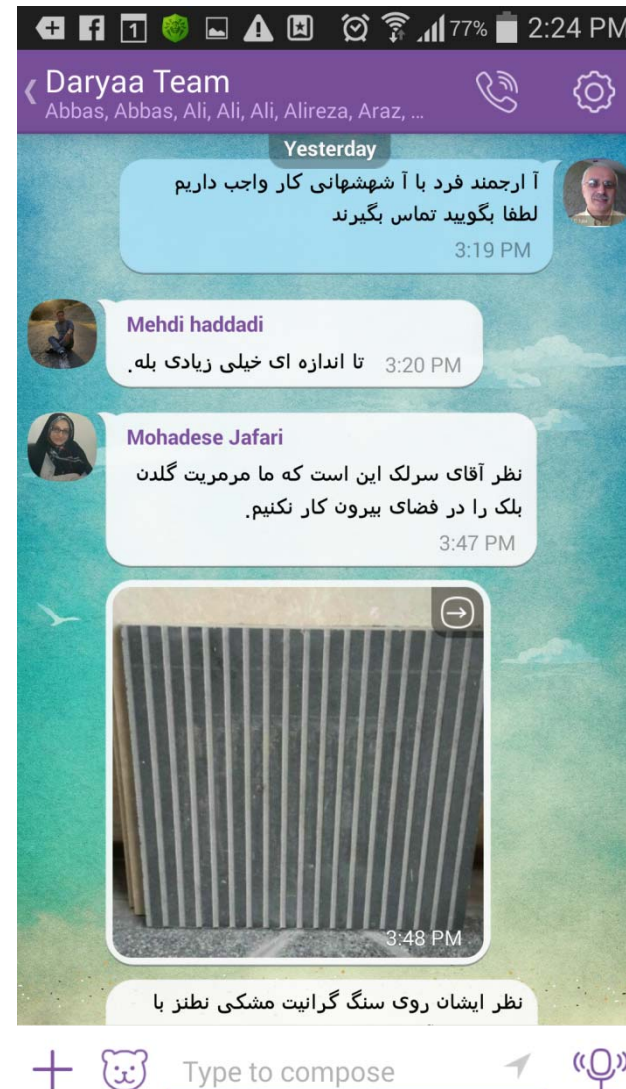 1
77%
2:24 PM
Daryaa Team
Abbas, Abbas, Ali, Ali, Ali, Alireza, Araz, ...
Yesterday
آ ارجمند فرد با آ شهشهانی کار واجب داریم
لطفا بگویید تماس بگیرند
3:19 PM
Mehdi haddadi
تا اندازه ای خیلی زیادی بله.
3:20 PM
Mohadese Jafari
نظر آقای سرلک این است که ما مرمریت گلدن
بلک را در فضای بیرون کار نکنیم.
3:47 PM
3:48 PM
نظر ایشان روی سنگ گرانیت مشکی نطنز با
Type to compose